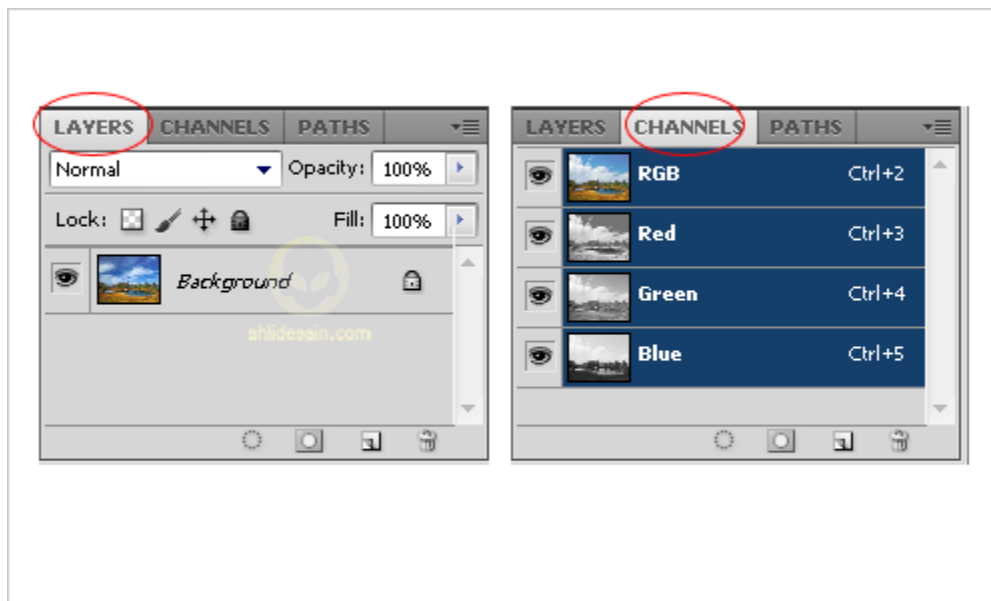 LAYERS CHANNELS PATHS
Normal Opacity: 100%
Lock: Fill: 100%
Background
ahlidesain.com
LAYERS CHANNELS PATHS
RGB Ctrl+2
Red Ctrl+3
Green Ctrl+4
Blue Ctrl+5